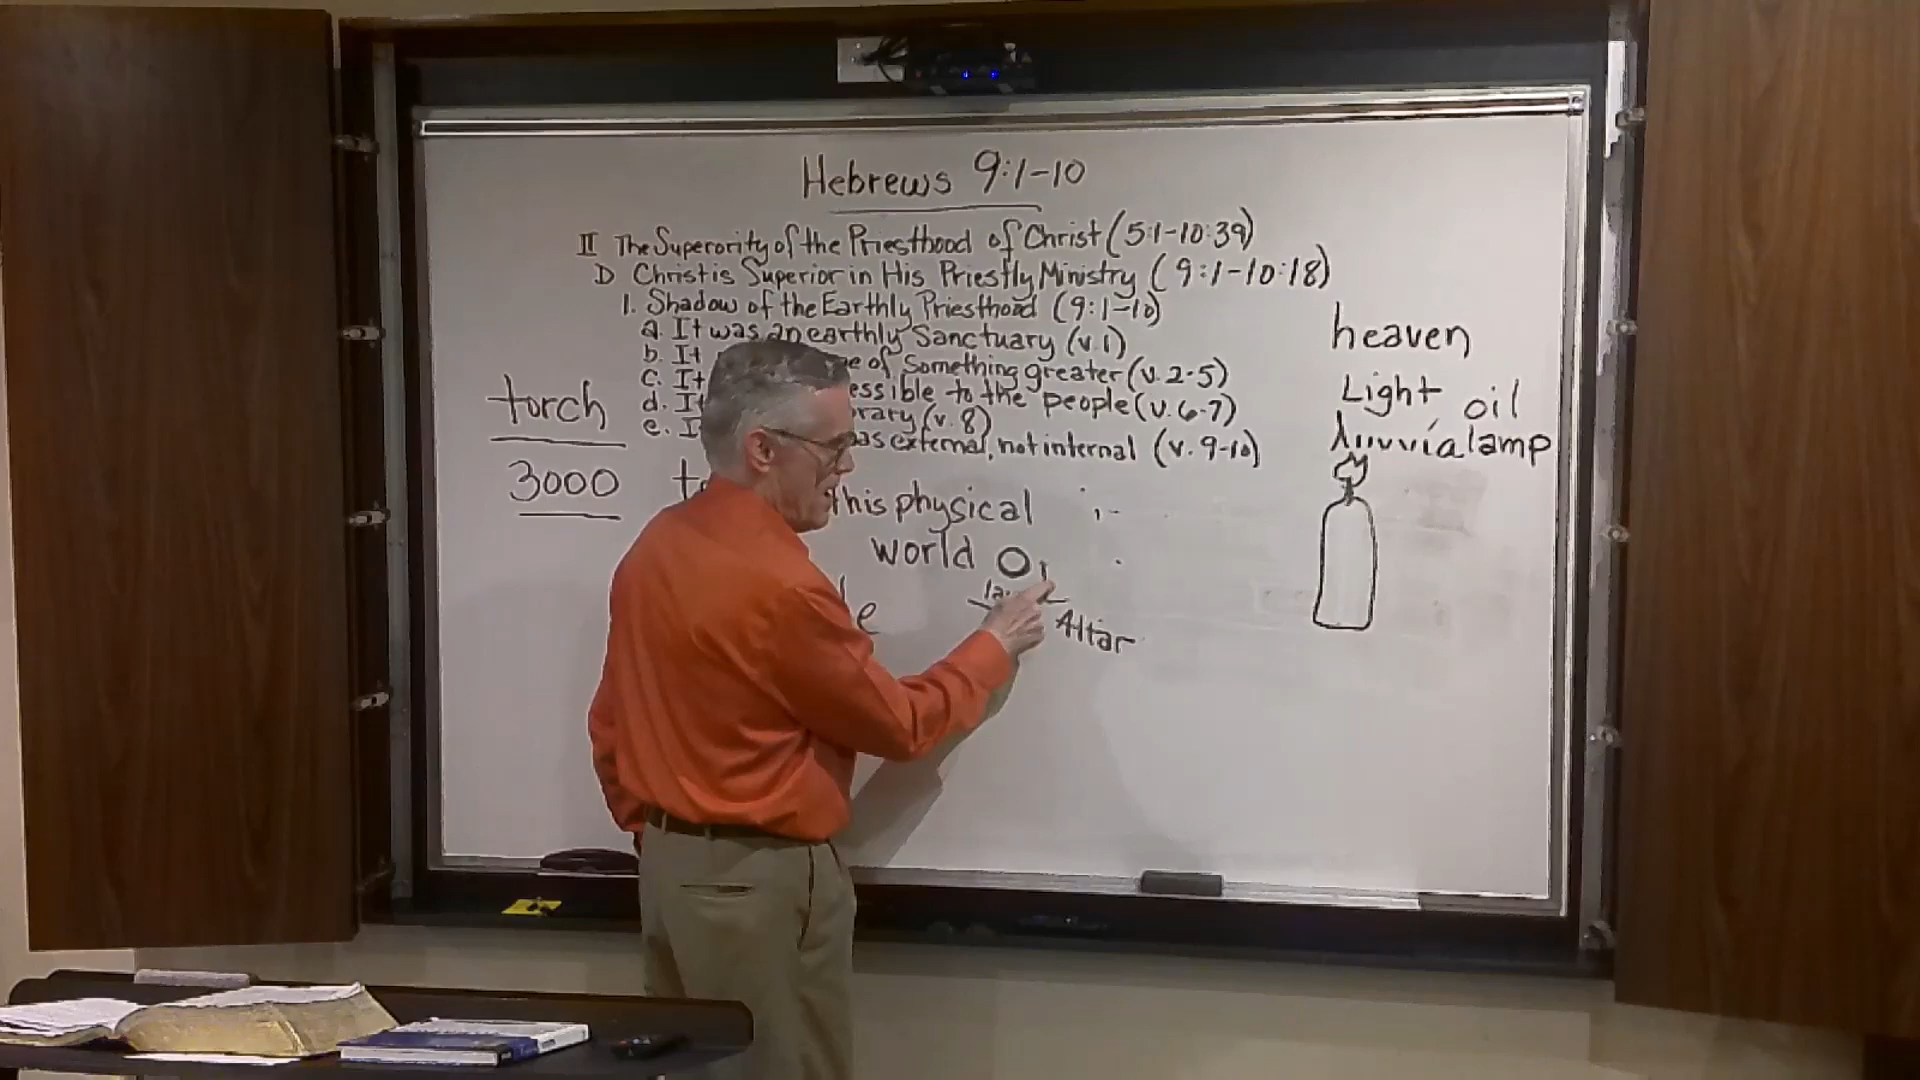 Hebrews 9:1-10
II The Superority of the Priesthood of Christ (5:1-10:39)
D Christ is Superior in His Priestly Ministry (9:1-10:18)
1. Shadow of the Earthly Priesthood (9:1-10)
a. It was an earthly Sanctuary (v.1)
b. It of Something greater (v.2-5)
c. It to the people (v.6-7)
d. It (v.8)
e. external, not internal (v.9-10)
torch
3000
this physical
world
Altar
heaven
Light oil
lamp